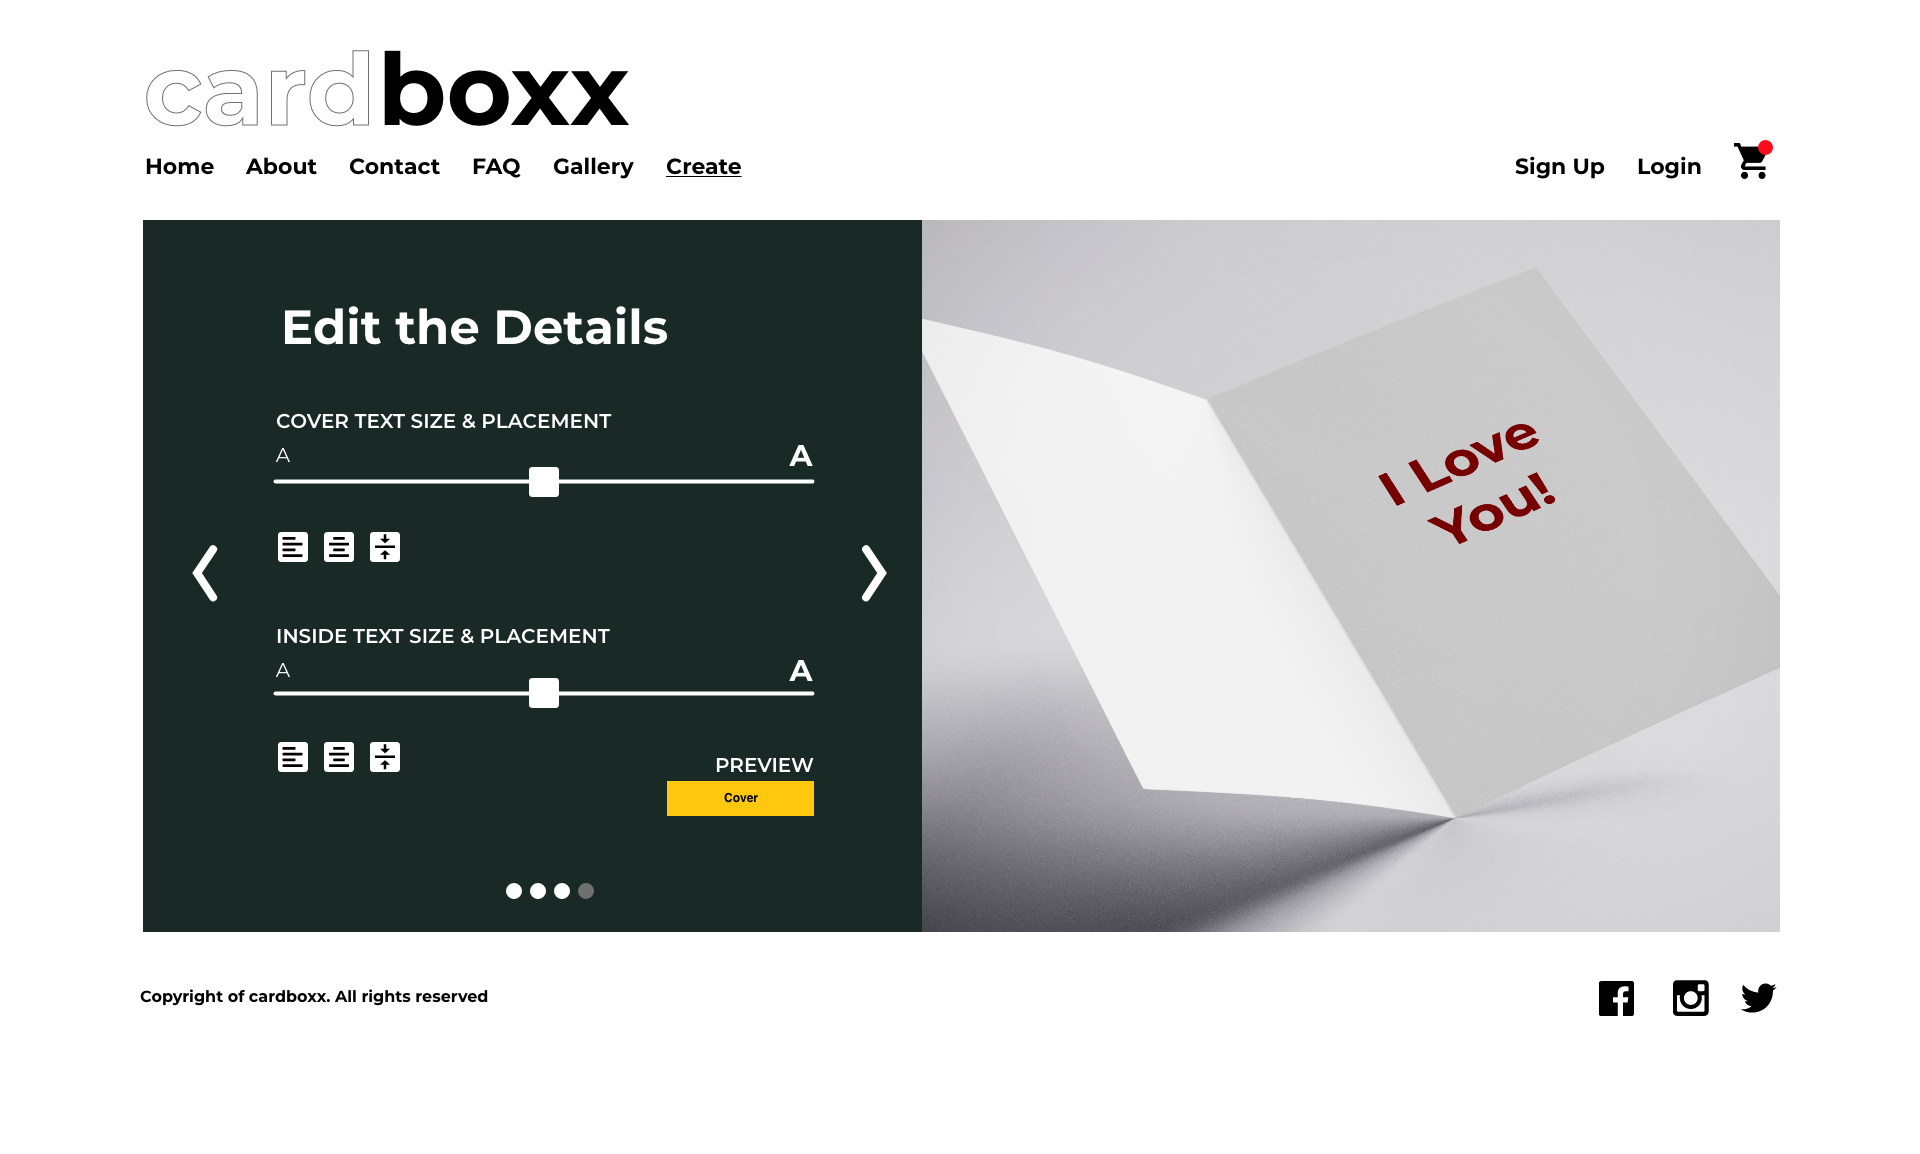 cardboxx
Home About Contact FAQ Gallery Create
Sign Up Login
Edit the Details
COVER TEXT SIZE & PLACEMENT
A A
INSIDE TEXT SIZE & PLACEMENT
A A
PREVIEW
Cover
I Love
You!
Copyright of cardboxx. All rights reserved